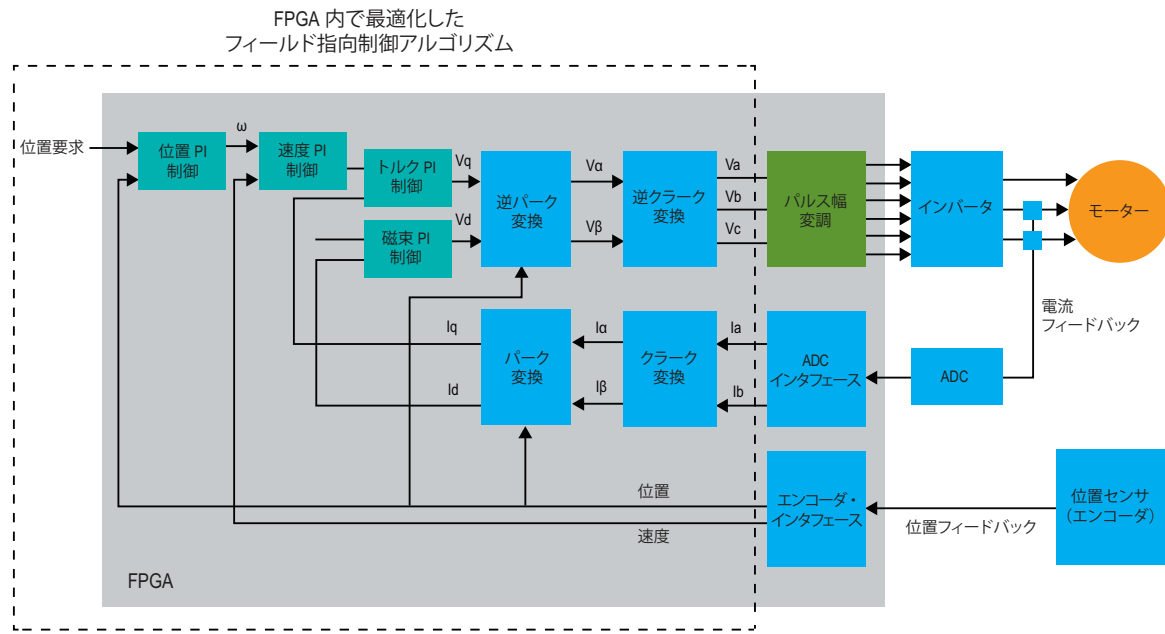 FPGA 内で最適化した
フィールド指向制御アルゴリズム
位置要求
位置 PI
制御
ω
速度 PI
制御
トルク PI
制御
Vq
磁束 PI
制御
Vd
逆パーク
変換
Vα
Vβ
逆クラーク
変換
Va
Vb
Vc
パルス幅
変調
インバータ
モーター
電流
フィードバック
Iq
Id
パーク
変換
Iα
Iβ
クラーク
変換
Ia
Ib
ADC
インタフェース
ADC
位置
速度
エンコーダ・
インタフェース
位置フィードバック
位置センサ
(エンコーダ)
FPGA